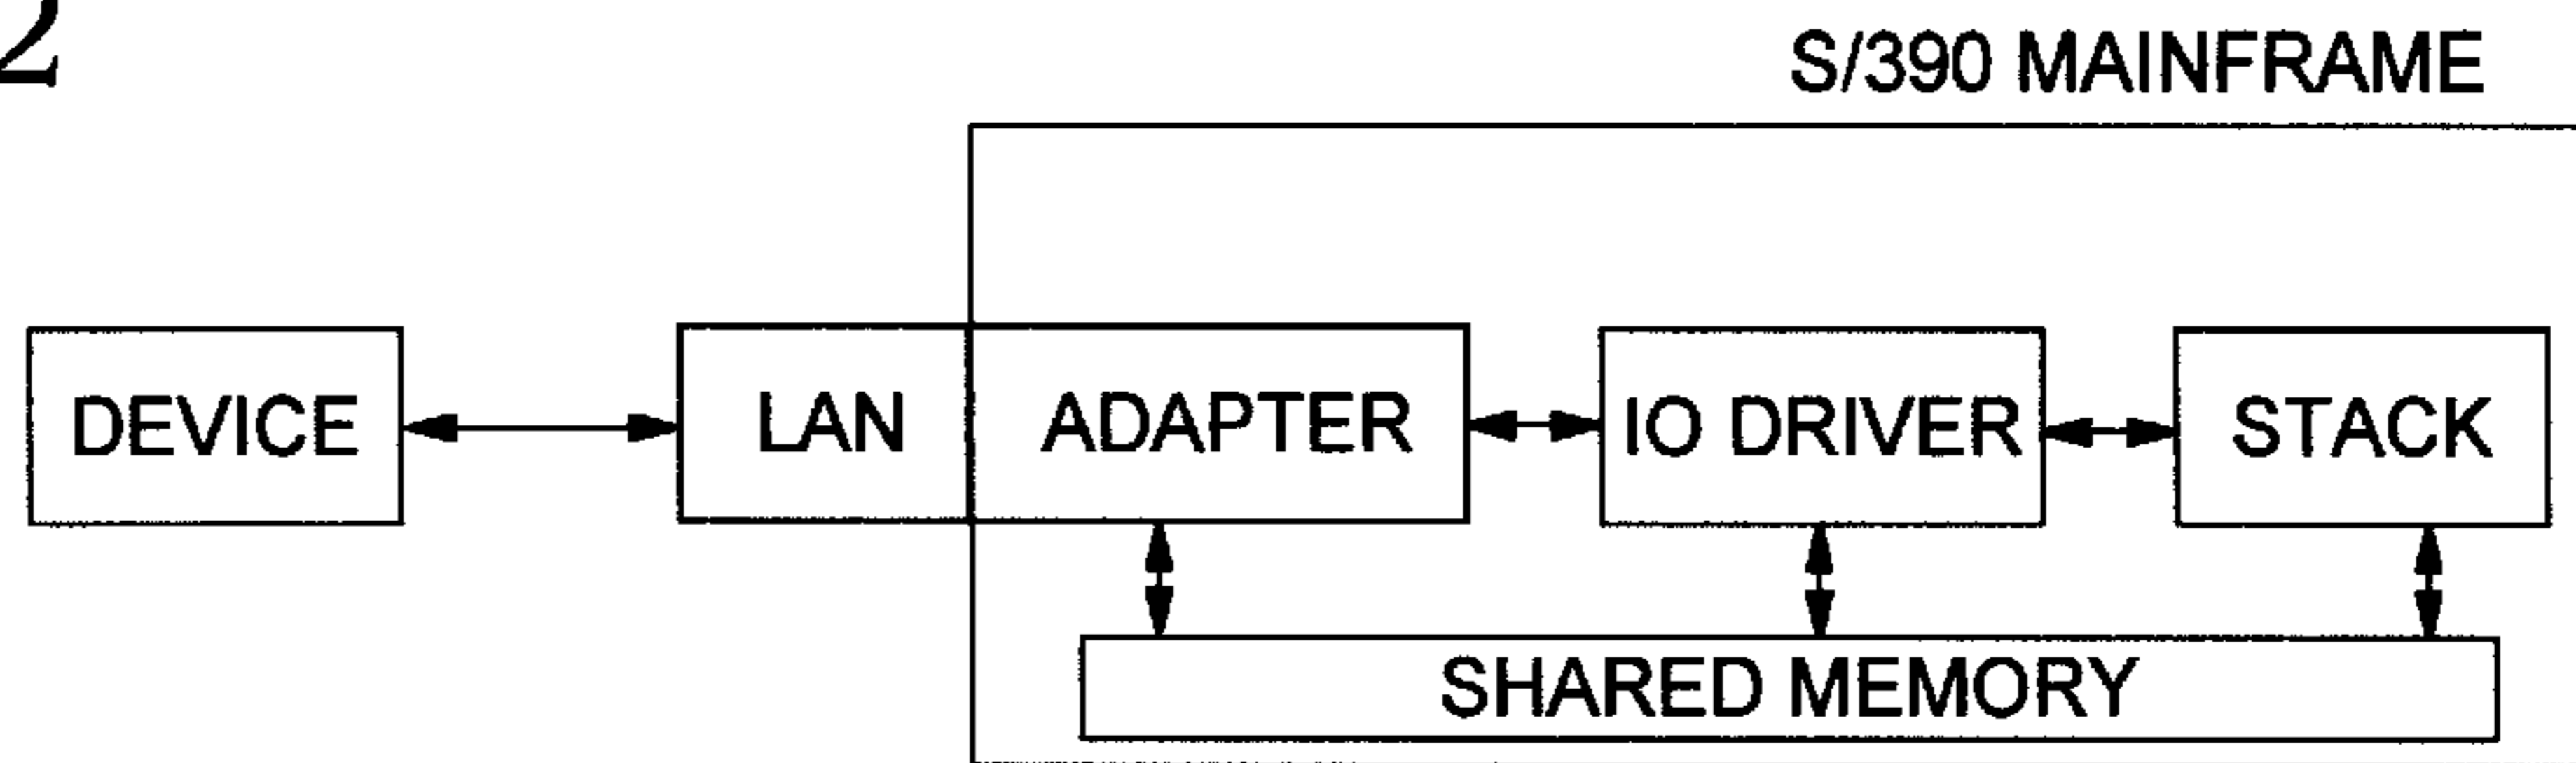 2
S/390 MAINFRAME
DEVICE
LAN
ADAPTER
IO DRIVER
STACK
SHARED MEMORY